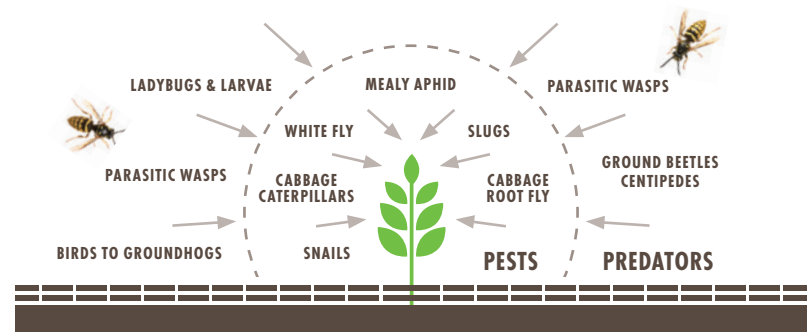 LADYBUGS & LARVAE
MEALY APHID
PARASITIC WASPS
WHITE FLY
SLUGS
PARASITIC WASPS
CABBAGE
CATERPILLARS
CABBAGE
ROOT FLY
GROUND BEETLES
CENTIPEDES
BIRDS TO GROUNDHOGS
SNAILS
PESTS
PREDATORS